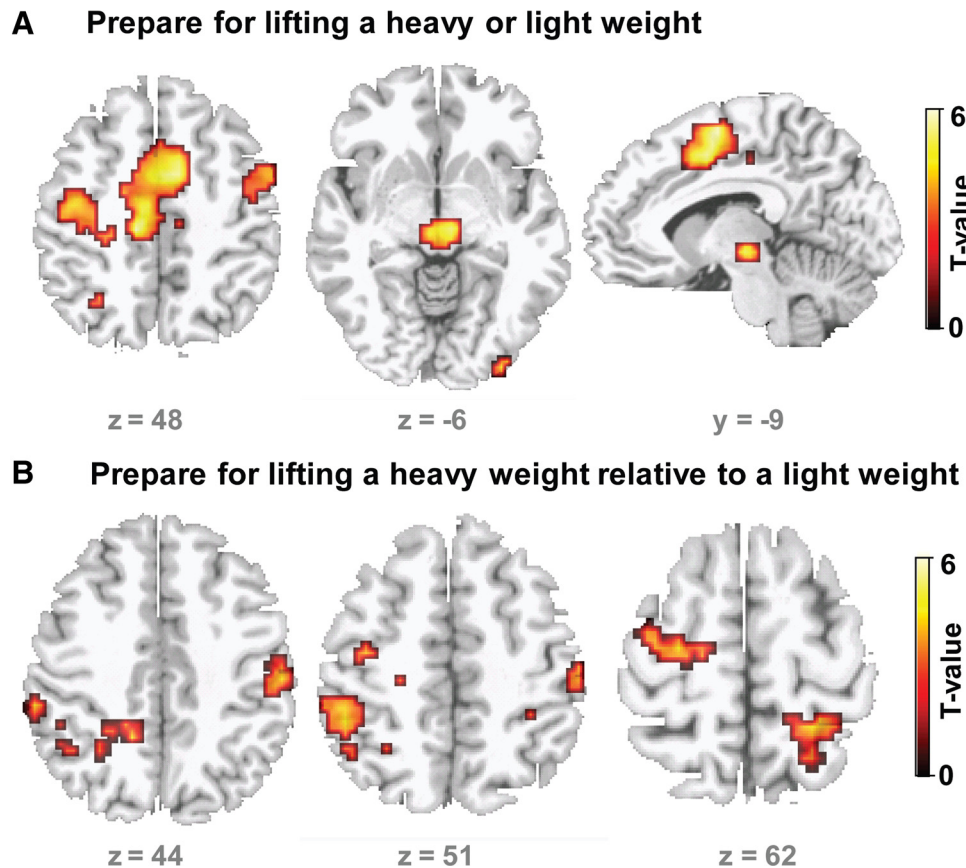 A Prepare for lifting a heavy or light weight
6
T-value
0
z = 48 z = -6 y = -9
B Prepare for lifting a heavy weight relative to a light weight
6
T-value
0
z = 44 z = 51 z = 62